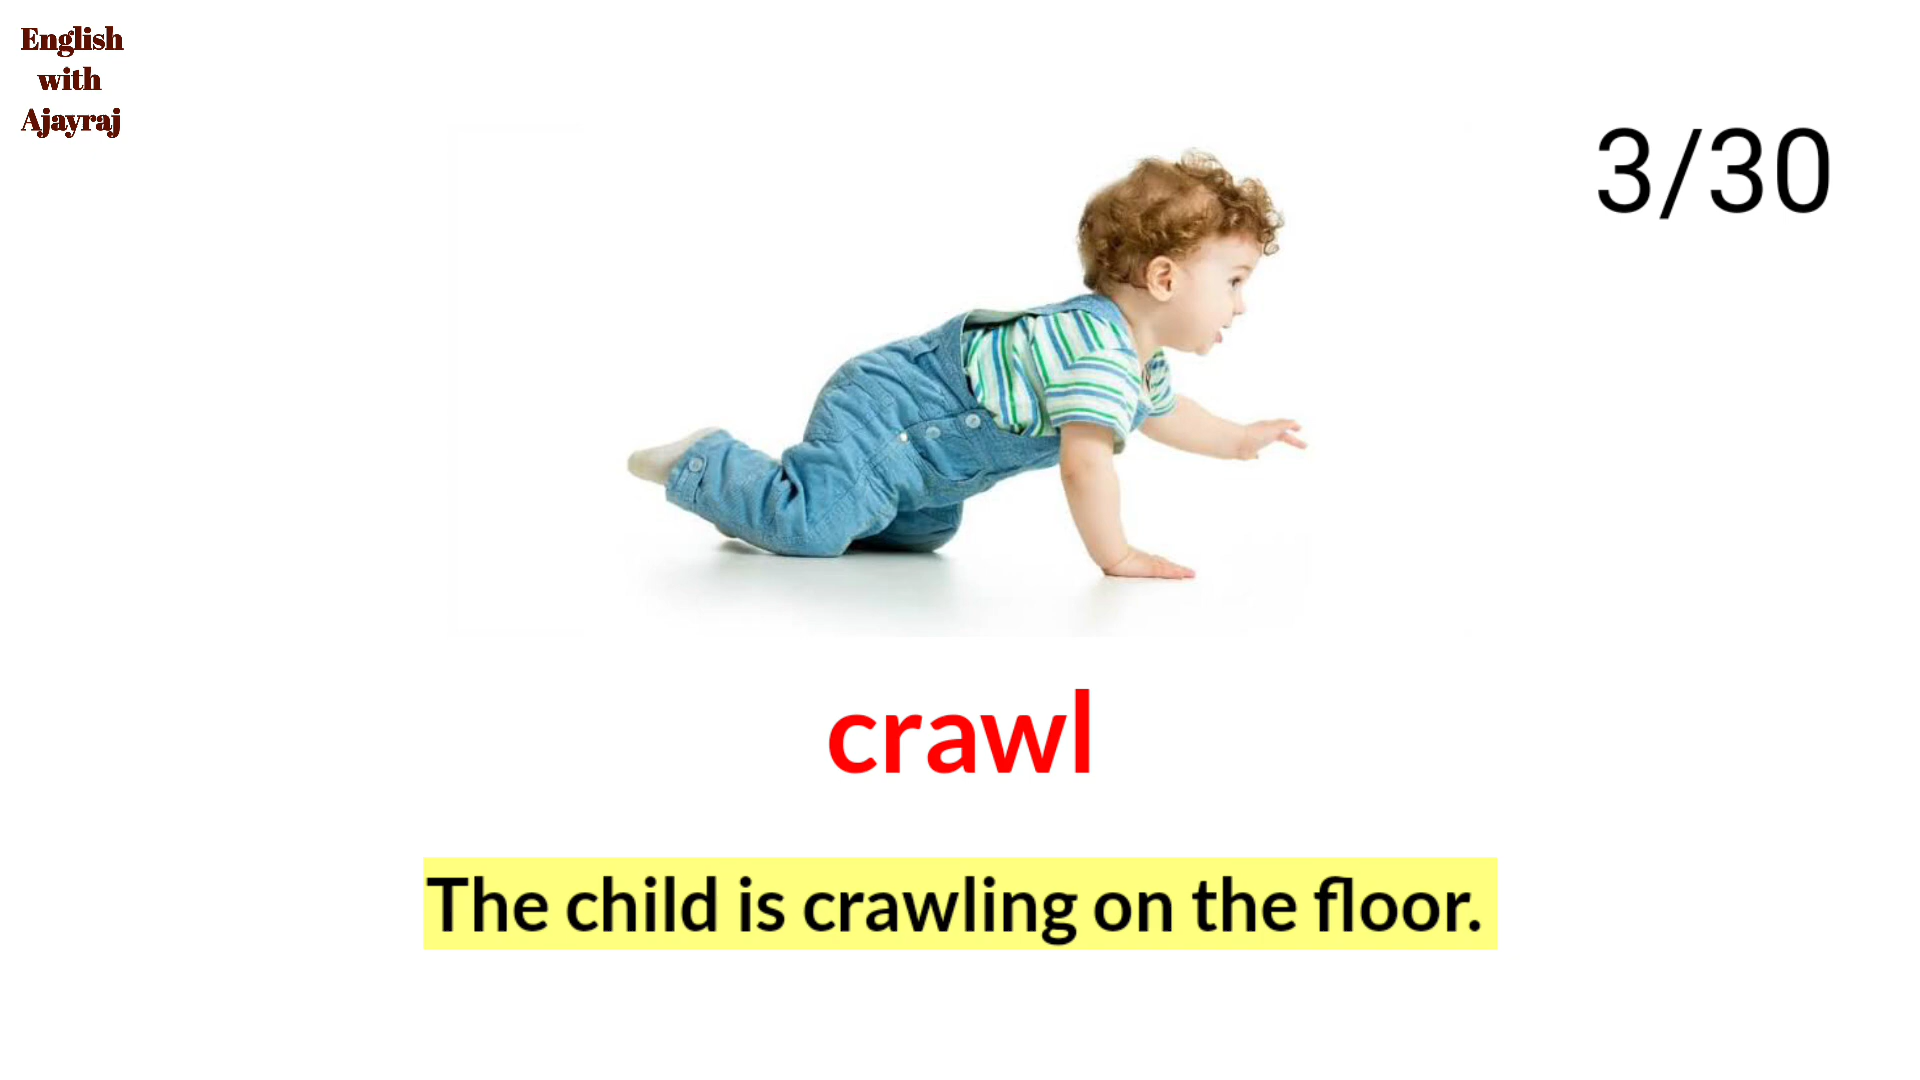 English
with
Ajayraj
3/30
crawl
The child is crawling on the floor.